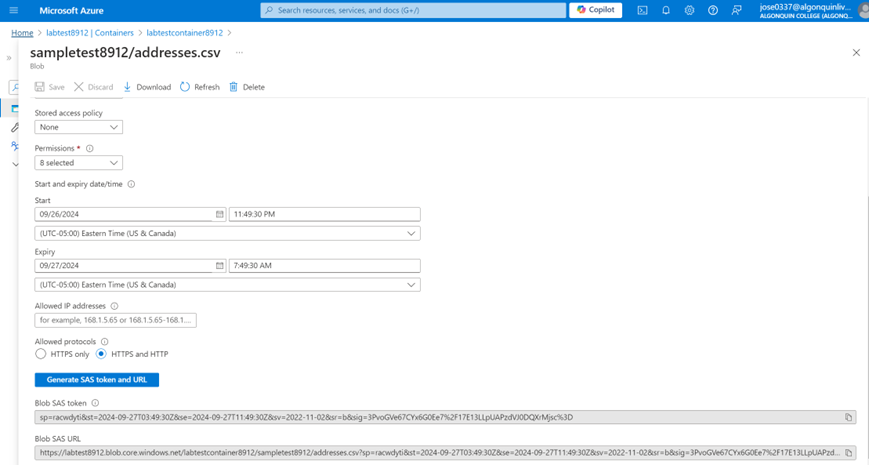 Microsoft Azure
Search resources, services, and docs (G+/)
Copilot
jose0337@algonquinliv...
ALGONQUIN COLLEGE (ALGONQ...
Home > labtest8912 | Containers > labtestcontainer8912 >
sampletest8912/addresses.csv ...
Blob
Save Discard Download Refresh Delete
Stored access policy
None
Permissions *
8 selected
Start and expiry date/time
Start
09/26/2024 11:49:30 PM
(UTC-05:00) Eastern Time (US & Canada)
Expiry
09/27/2024 7:49:30 AM
(UTC-05:00) Eastern Time (US & Canada)
Allowed IP addresses
for example, 168.1.5.65 or 168.1.5.65-168.1....
Allowed protocols
HTTPS only HTTPS and HTTP
Generate SAS token and URL
Blob SAS token
sp=racwdyti&st=2024-09-27T03:49:30Z&se=2024-09-27T11:49:30Z&sv=2022-11-02&sr=b&sig=3PvoGVe67CYx6G0Ee7%2F17E13LLpUAPzdVJ0DQXrMjsc%3D
Blob SAS URL
https://labtest8912.blob.core.windows.net/labtestcontainer8912/sampletest8912/addresses.csv?sp=racwdyti&st=2024-09-27T03:49:30Z&se=2024-09-27T11:49:30Z&sv=2022-11-02&sr=b&sig=3PvoGVe67CYx6G0Ee7%2F17E13LLpUAPzd...